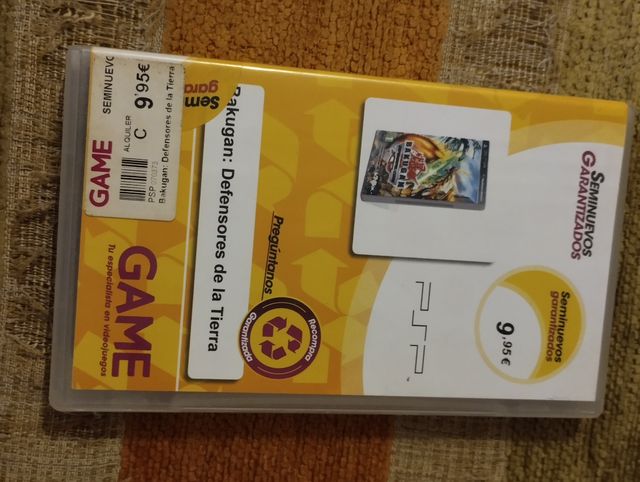 SEMINUEVOS
GARANTIZADOS
Seminuevos
garantizados
9,95€
PSP
BAKUGAN
Pregúntanos
Recompra
Garantizada
Bakugan: Defensores de la Tierra
GAME
Tu especialista en videojuegos
Sem
gara
GAME
SEMINUEVO
ALQUILER
C 9'95€
PSP
Bakugan: Defensores de la Tierra